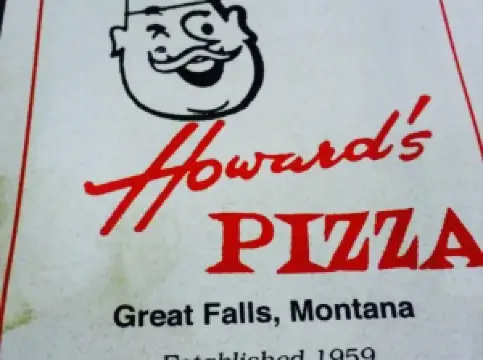 Howard's
PIZZA
Great Falls, Montana
Established 1959